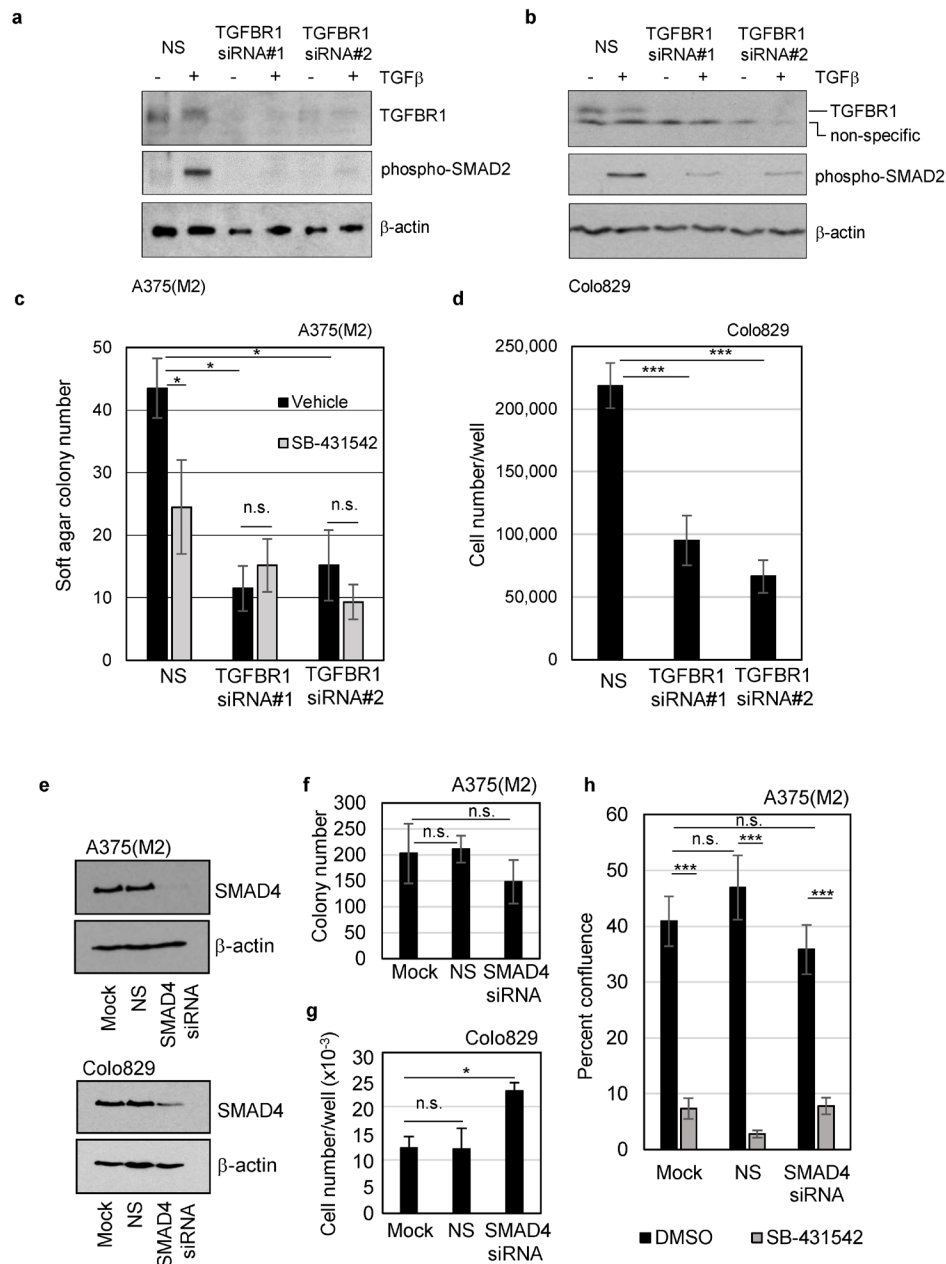 a
NS
TGFBR1
siRNA#1
TGFBR1
siRNA#2
- + - + - + TGFβ
TGFBR1
phospho-SMAD2
β-actin
A375(M2)
b
NS
TGFBR1
siRNA#1
TGFBR1
siRNA#2
- + - + - + TGFβ
TGFBR1
non-specific
phospho-SMAD2
β-actin
Colo829
c
A375(M2)
Soft agar colony number
50
40
30
20
10
0
* * *
Vehicle
SB-431542
n.s. n.s.
NS
TGFBR1
siRNA#1
TGFBR1
siRNA#2
d
Colo829
Cell number/well
250,000
200,000
150,000
100,000
50,000
0
***
***
NS
TGFBR1
siRNA#1
TGFBR1
siRNA#2
e
A375(M2)
SMAD4
β-actin
Mock
NS
SMAD4
siRNA
Colo829
SMAD4
β-actin
Mock
NS
SMAD4
siRNA
f
A375(M2)
Colony number
300
250
200
150
100
50
0
n.s.
n.s.
Mock NS SMAD4
siRNA
g
Colo829
Cell number/well (x10-3)
30
25
20
15
10
5
0
*
n.s.
Mock NS SMAD4
siRNA
h
A375(M2)
Percent confluence
60
50
40
30
20
10
0
n.s.
n.s. ***
*** ***
Mock NS SMAD4
siRNA
DMSO SB-431542